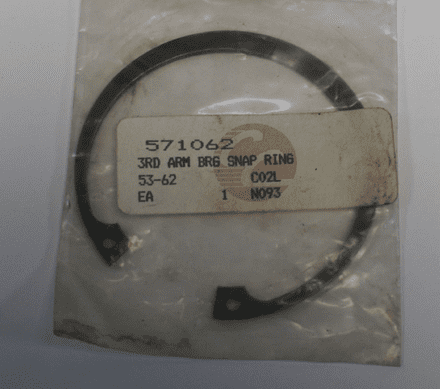 571062
3RD ARM BRG SNAP RING
53-62 C02L
EA 1 N093